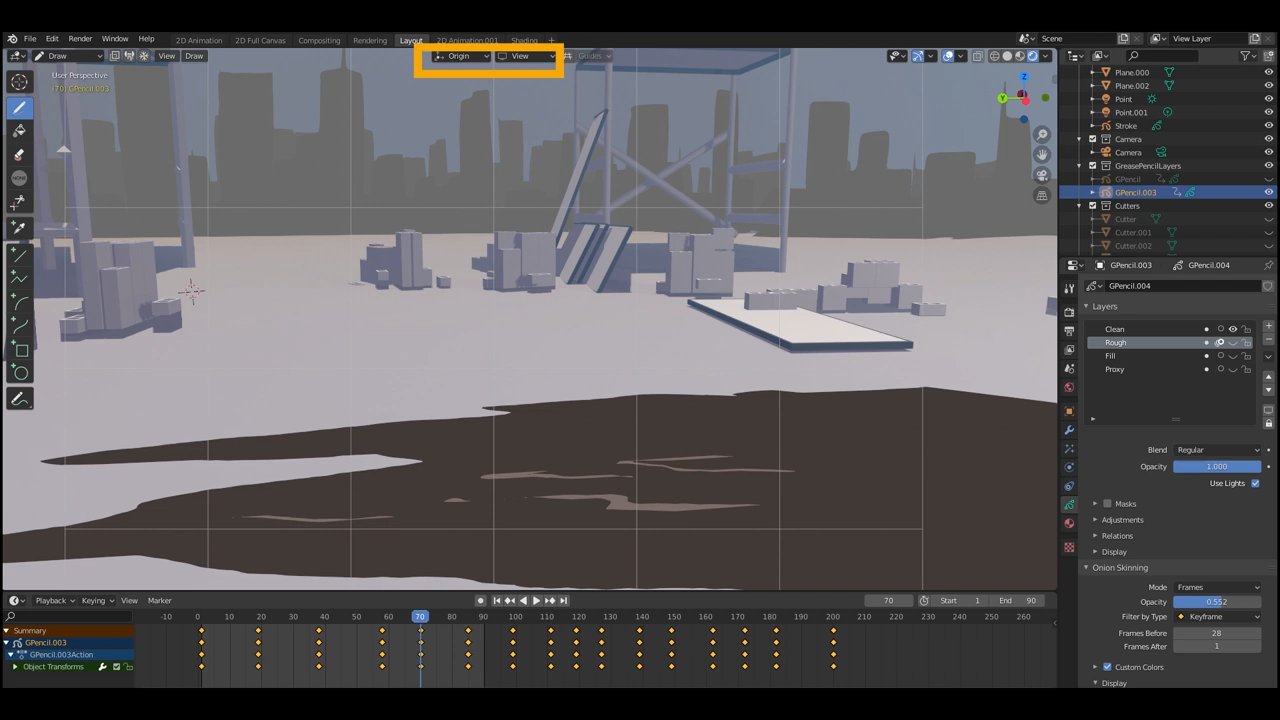 File Edit Render Window Help 2D Animation 2D Full Canvas Compositing Rendering Layout 2D Animation.001 Shading + Scene View Layer
Draw View Draw Origin View Guides
User Perspective
(70) GPencil.003
Z
Y
NONE
Plane.000
Plane.002
Point
Point.001
Stroke
Camera
Camera
GreasePencilLayers
GPencil
GPencil.003
Cutters
Cutter
Cutter.001
Cutter.002
GPencil.003 GPencil.004
GPencil.004
Layers
Clean
Rough
Fill
Proxy
Blend Regular
Opacity 1.000
Use Lights
Masks
Adjustments
Relations
Display
Onion Skinning
Mode Frames
Opacity 0.552
Filter by Type Keyframe
Frames Before 28
Frames After 1
Custom Colors
Display
Playback Keying View Marker 70 Start 1 End 90
-10 0 10 20 30 40 50 60 70 80 90 100 110 120 130 140 150 160 170 180 190 200 210 220 230 240 250 260
Summary
GPencil.003
GPencil.003Action
Object Transforms